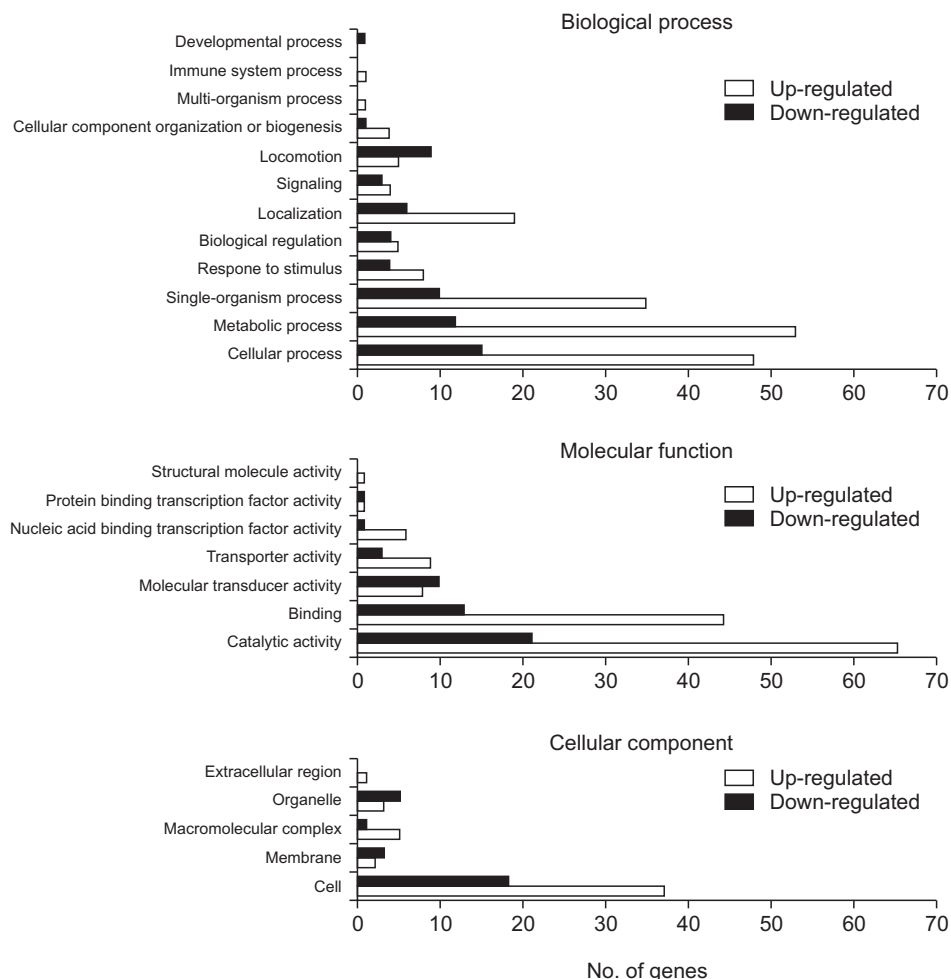 Biological process
Developmental process
Immune system process
Multi-organism process
Cellular component organization or biogenesis
Locomotion
Signaling
Localization
Biological regulation
Respone to stimulus
Single-organism process
Metabolic process
Cellular process
Up-regulated
Down-regulated
0 10 20 30 40 50 60 70
Molecular function
Structural molecule activity
Protein binding transcription factor activity
Nucleic acid binding transcription factor activity
Transporter activity
Molecular transducer activity
Binding
Catalytic activity
Up-regulated
Down-regulated
0 10 20 30 40 50 60 70
Cellular component
Extracellular region
Organelle
Macromolecular complex
Membrane
Cell
Up-regulated
Down-regulated
0 10 20 30 40 50 60 70
No. of genes